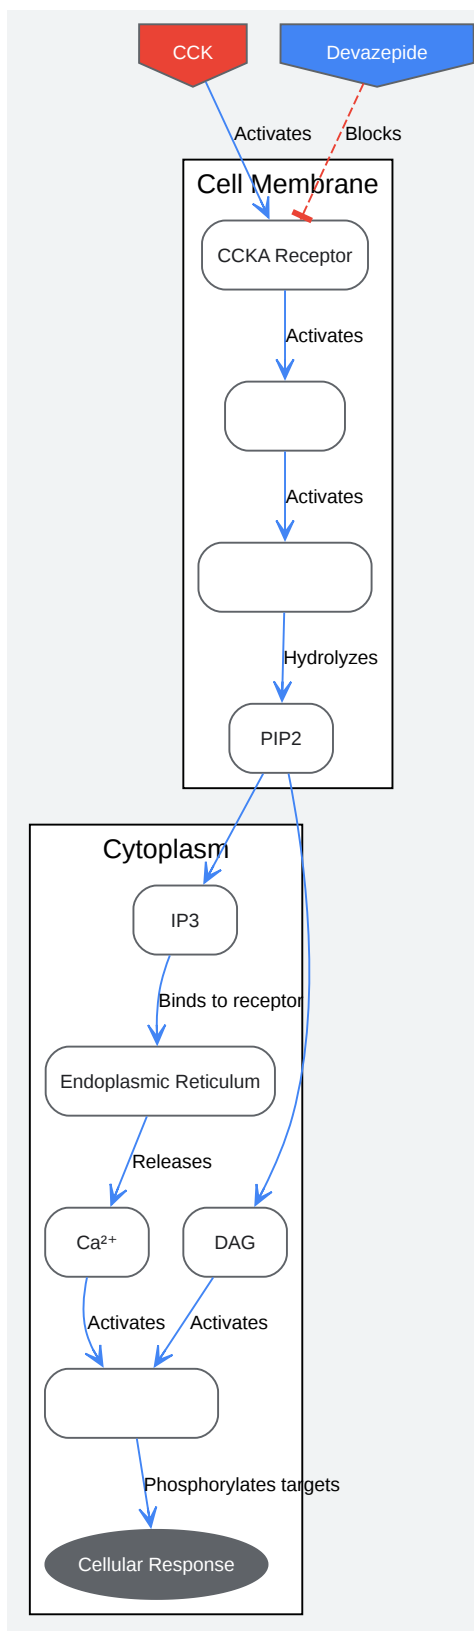 CCK
Devazepide
Activates
Blocks
Cell Membrane
CCKA Receptor
Activates
Activates
Hydrolyzes
PIP2
Cytoplasm
IP3
Binds to receptor
Endoplasmic Reticulum
Releases
Ca²⁺
DAG
Activates
Activates
Phosphorylates targets
Cellular Response